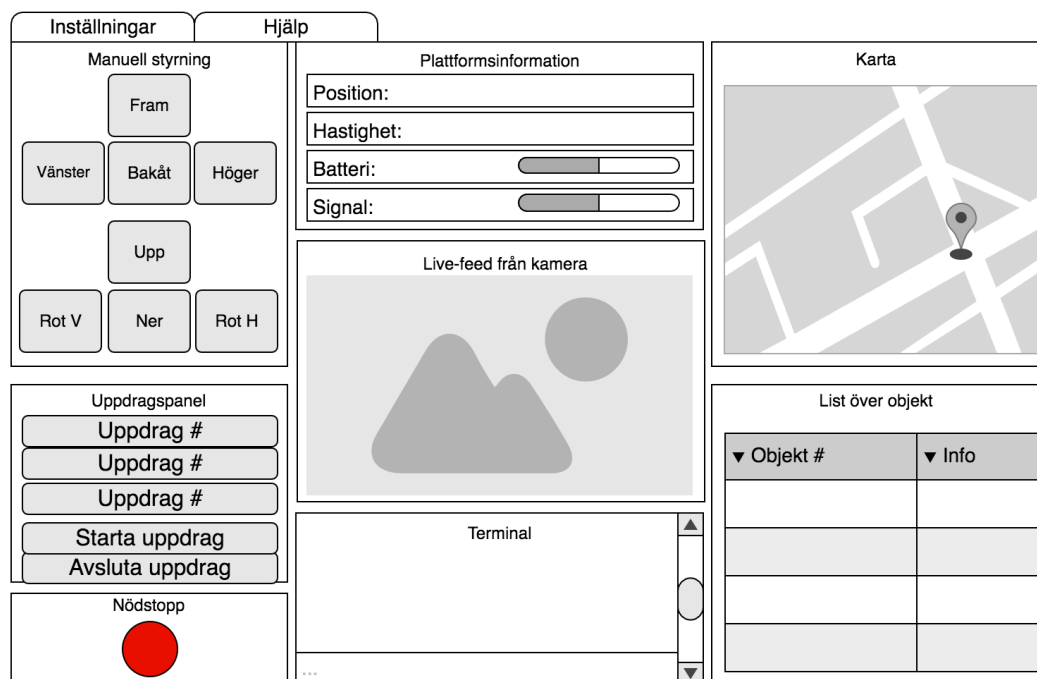 Inställningar
Hjälp
Manuell styrning
Fram
Vänster
Bakåt
Höger
Upp
Rot V
Ner
Rot H
Uppdragspanel
Uppdrag #
Uppdrag #
Uppdrag #
Starta uppdrag
Avsluta uppdrag
Nödstopp
Plattformsinformation
Position:
Hastighet:
Batteri:
Signal:
Live-feed från kamera
Terminal
...
Karta
List över objekt
Objekt #
Info